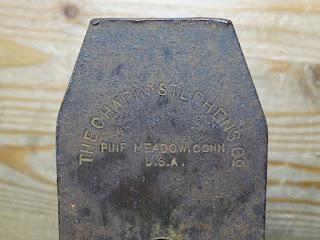 THE CHAPIN STEPHENS CO
PINE MEADOW, CONN
U.S.A.